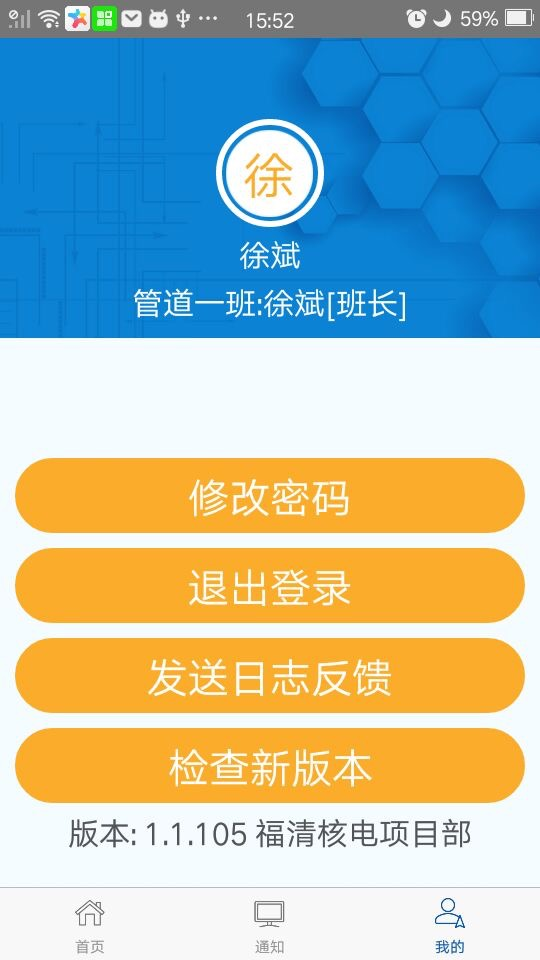 15:52
59%
徐
徐斌
管道一班:徐斌[班长]
修改密码
退出登录
发送日志反馈
检查新版本
版本: 1.1.105 福清核电项目部
首页
通知
我的